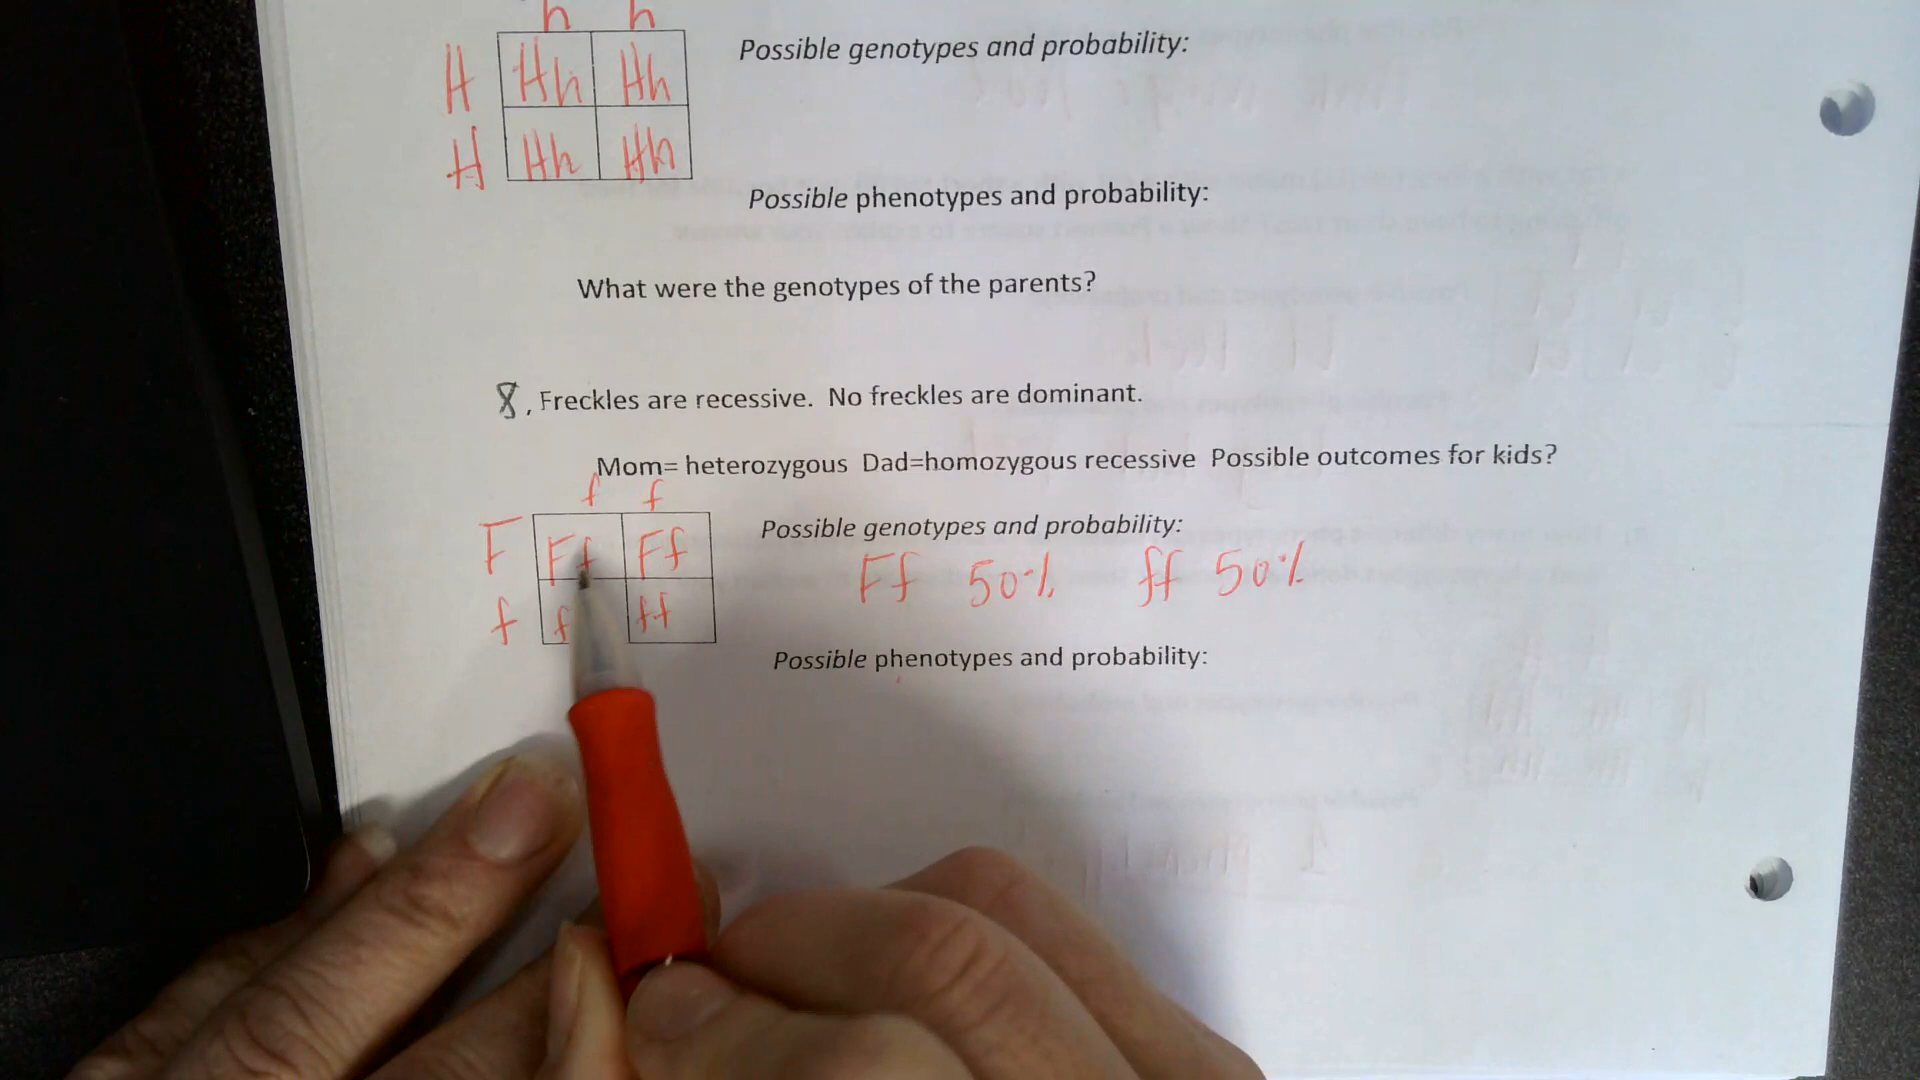 h h
H Hh Hh
Possible genotypes and probability:
H Hh Hh
Possible phenotypes and probability:
What were the genotypes of the parents?
8, Freckles are recessive. No freckles are dominant.
Mom= heterozygous Dad=homozygous recessive Possible outcomes for kids?
f f
F Ff Ff
Possible genotypes and probability:
Ff 50% ff 50%
f f ff
Possible phenotypes and probability: